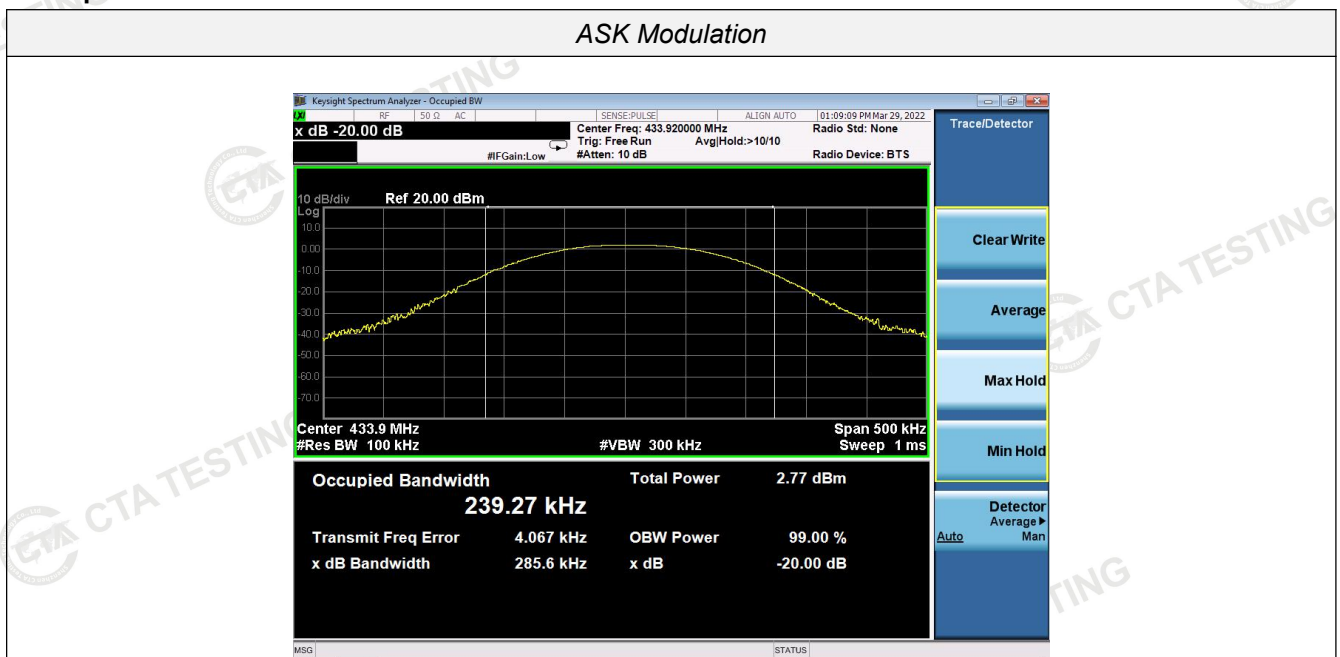 ASK Modulation
Keysight Spectrum Analyzer - Occupied BW
LXI RF 50 Ω AC SENSE:PULSE ALIGN AUTO 01:09:09 PM Mar 29, 2022
x dB -20.00 dB
Center Freq: 433.920000 MHz
Radio Std: None
Trig: Free Run Avg|Hold:>10/10
#IFGain:Low #Atten: 10 dB
Radio Device: BTS
10 dB/div Ref 20.00 dBm
Log
10.0
0.00
-10.0
-20.0
-30.0
-40.0
-50.0
-60.0
-70.0
Center 433.9 MHz Span 500 kHz
#Res BW 100 kHz #VBW 300 kHz Sweep 1 ms
Occupied Bandwidth Total Power 2.77 dBm
239.27 kHz
Transmit Freq Error 4.067 kHz OBW Power 99.00 %
x dB Bandwidth 285.6 kHz x dB -20.00 dB
MSG STATUS
Trace/Detector
Clear Write
Average
Max Hold
Min Hold
Detector
Average
Auto Man
CTA TESTING
CTA TESTING
TESTING